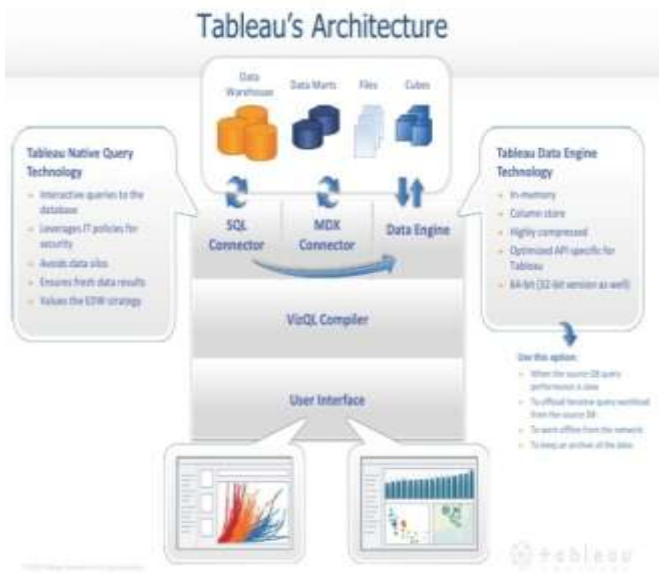 Tableau's Architecture
Data
Warehouse
Data Marts
Files
Cubes
Tableau Native Query
Technology
Interactive queries to the
database
Leverages IT policies for
security
Avoids data silos
Ensures fresh data results
Values the EDW strategy
SQL
Connector
MDX
Connector
Data Engine
Tableau Data Engine
Technology
In-memory
Column store
Highly compressed
Optimized API specific for
Tableau
64-bit (32-bit version as well)
VizQL Compiler
User Interface
Use this option:
When the source DB query
performance is slow
To offload iterative query workload
from the source DB
To work offline from the network
To keep an archive of the data
tableau